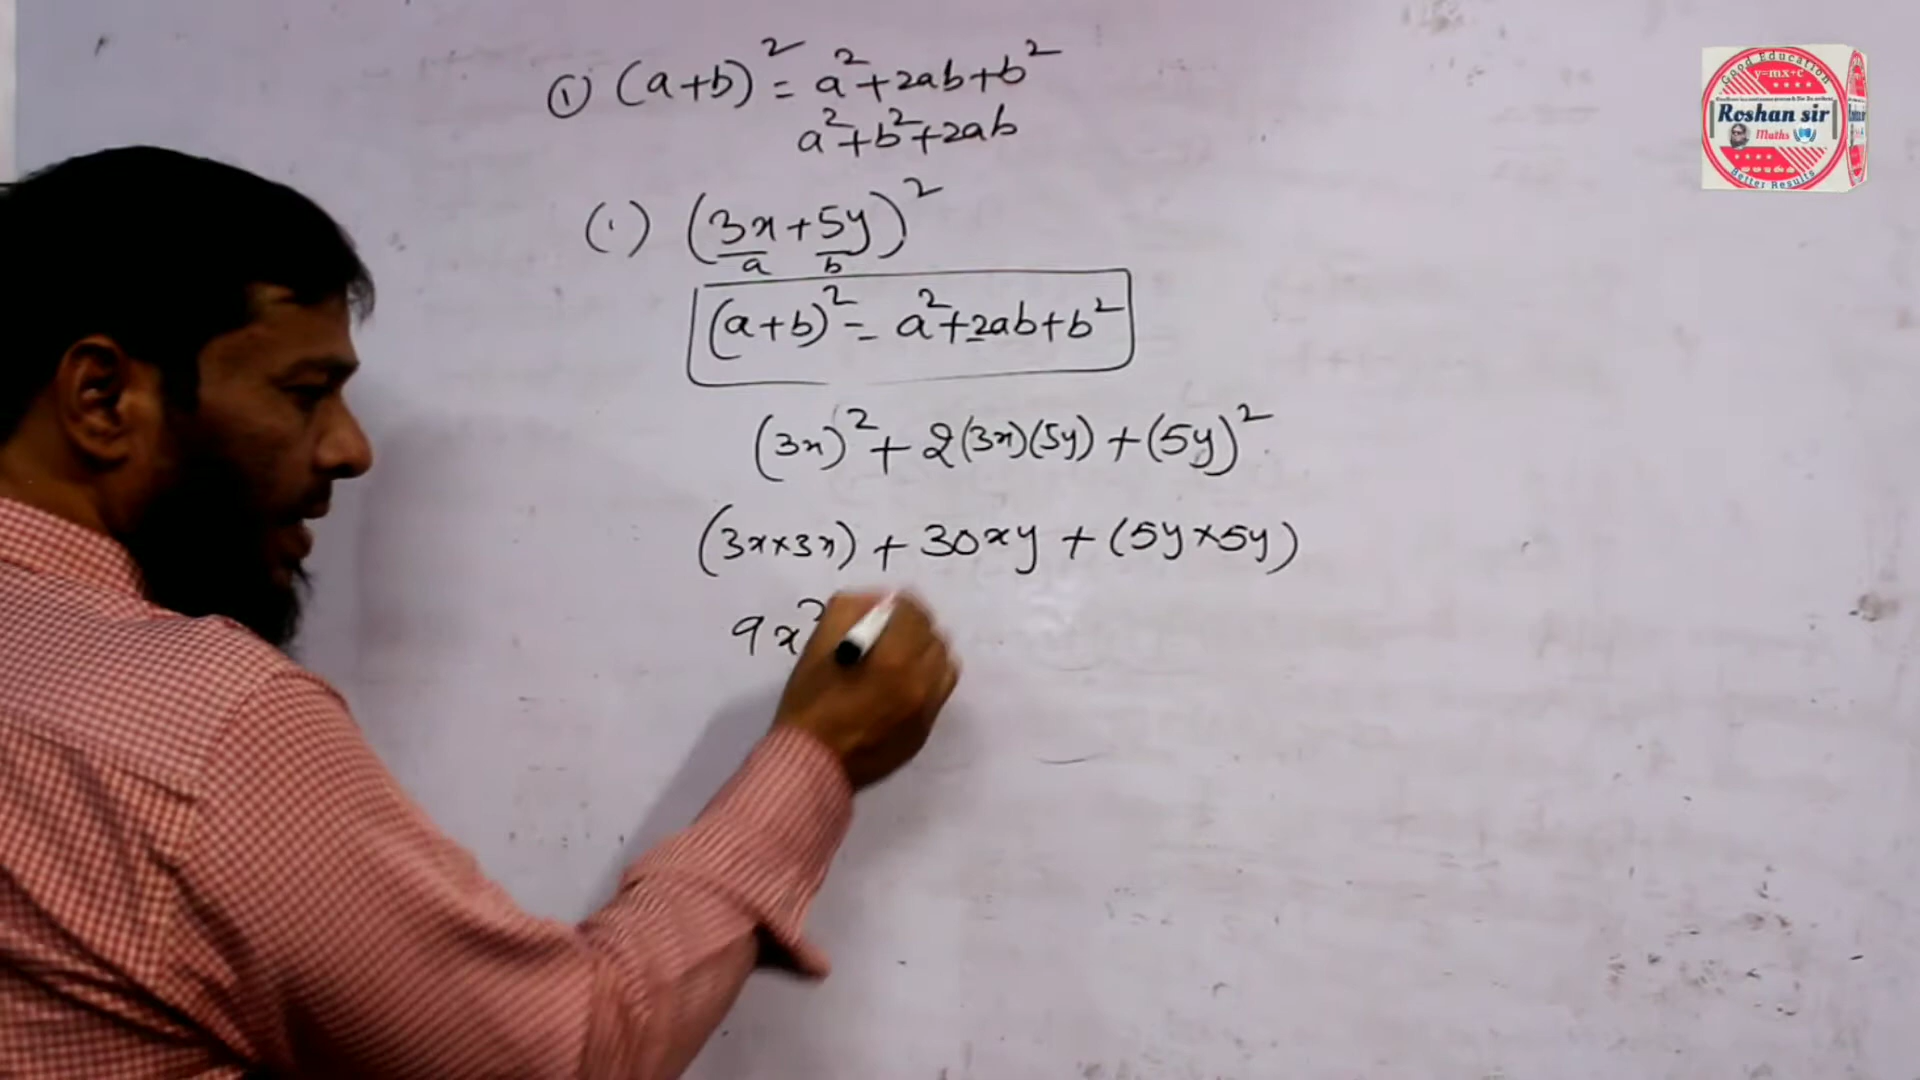 ① (a+b)² = a²+2ab+b²
a²+b²+2ab
(1) (3x+5y)²
a b
(a+b)² = a²+2ab+b²
(3x)² + 2(3x)(5y) + (5y)²
(3x×3x) + 30xy + (5y×5y)
9x²
Good Education
y=mx+c
Roshan sir
Maths
Better Results